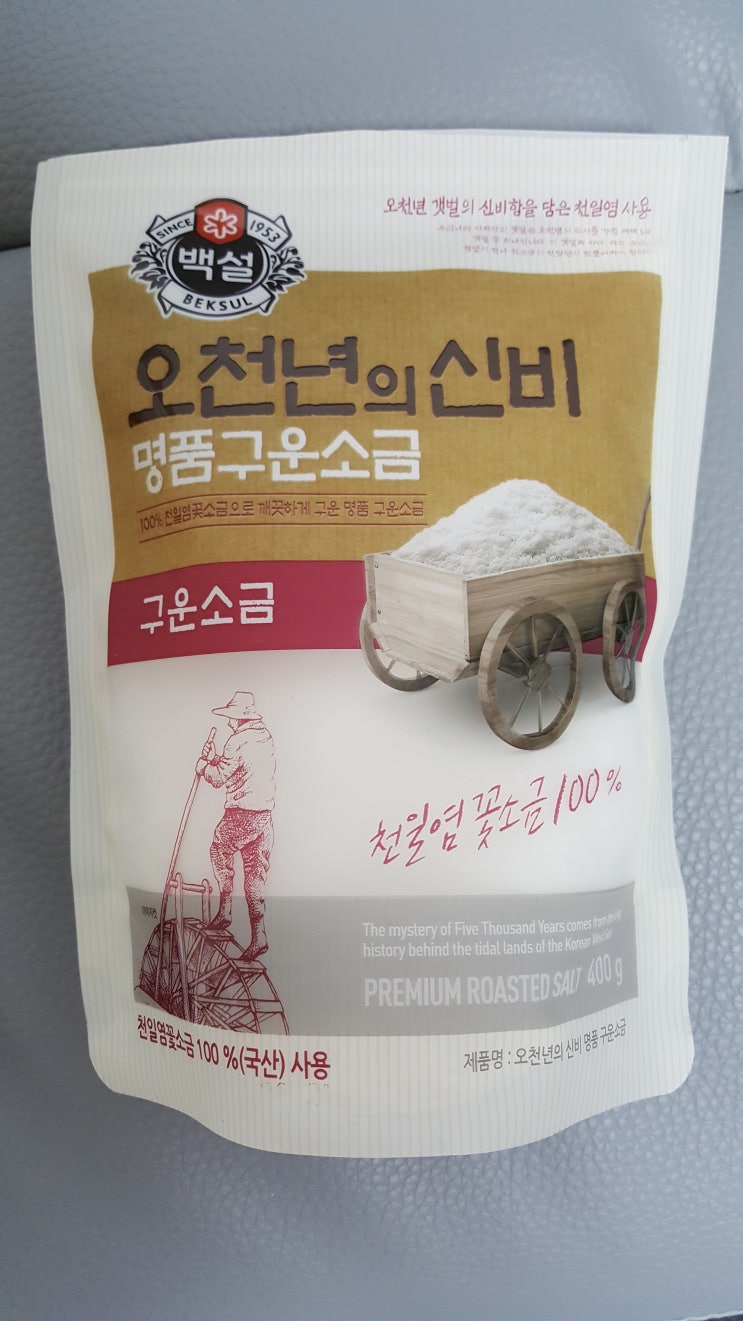 SINCE 1953
백설
BEKSUL
오천년 갯벌의 신비함을 담은 천일염 사용
오천년의 신비
명품구운소금
100% 천일염꽃소금으로 깨끗하게 구운 명품 구운소금
구운소금
천일염 꽃소금 100%
The mystery of Five Thousand Years comes from the
history behind the tidal lands of the Korean West Sea
PREMIUM ROASTED SALT 400 g
천일염꽃소금 100 %(국산) 사용
제품명 : 오천년의 신비 명품 구운소금